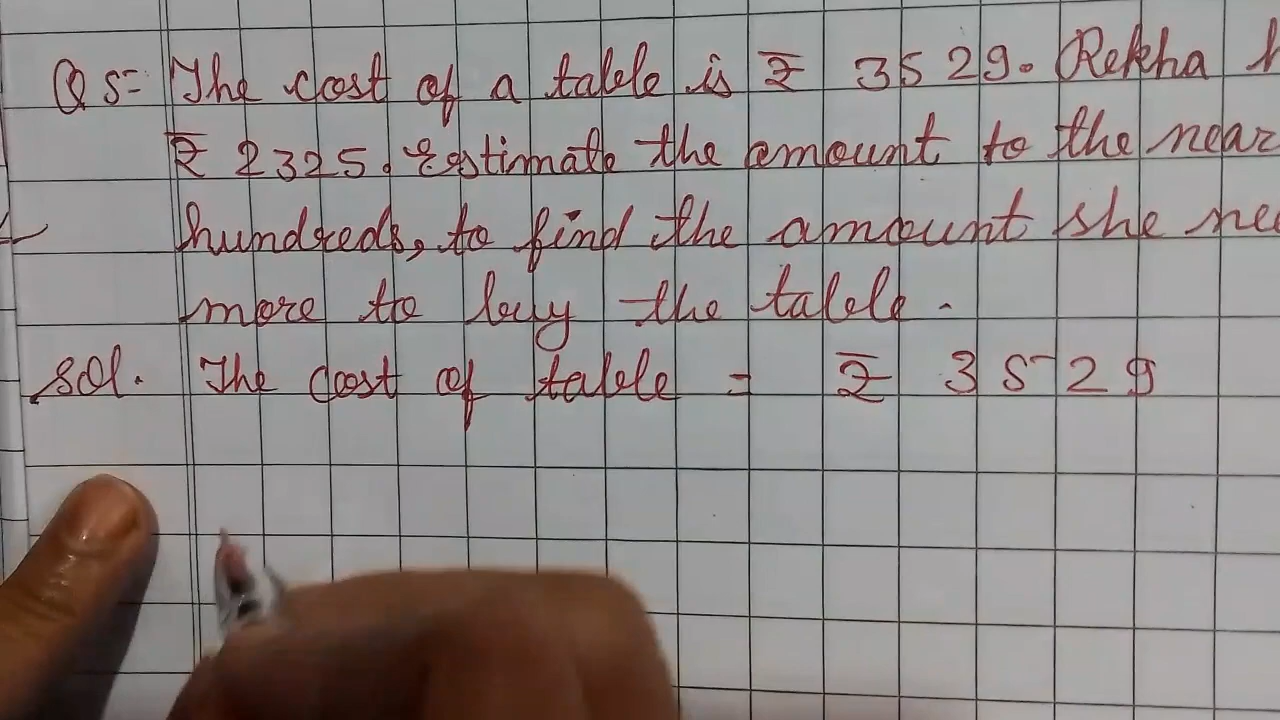 Q 5- The cost of a table is ₹ 3529. Rekha
₹ 2325. Estimate the amount to the near
hundreds, to find the amount she ne
more to buy the table.
Sol. The cost of table = ₹ 3529